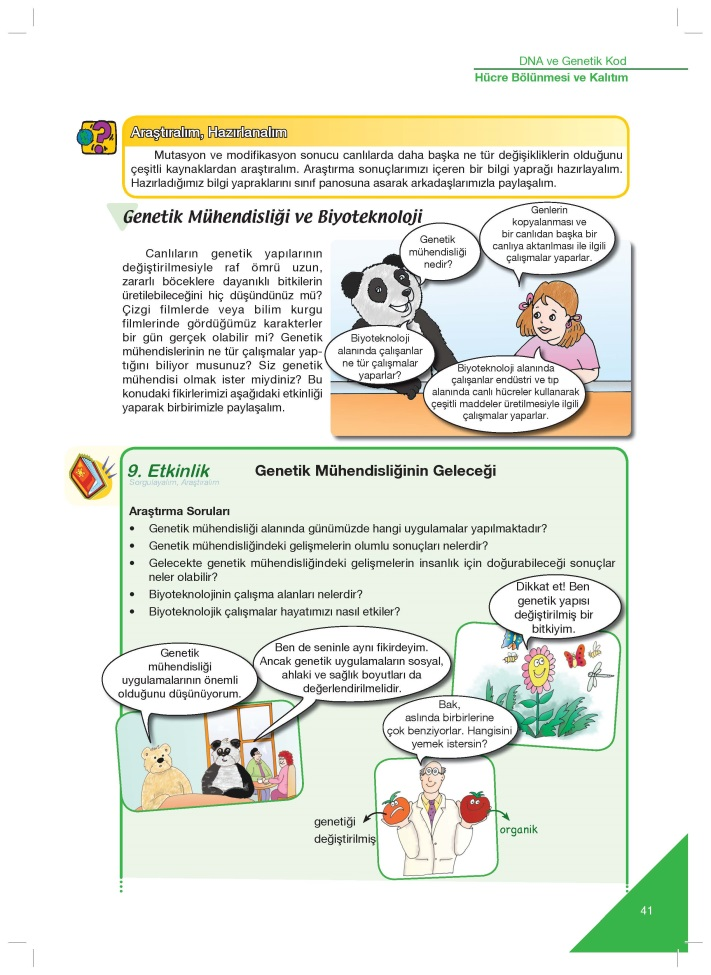 DNA ve Genetik Kod
Hücre Bölünmesi ve Kalıtım
Araştıralım, Hazırlanalım
Mutasyon ve modifikasyon sonucu canlılarda daha başka ne tür değişikliklerin olduğunu
çeşitli kaynaklardan araştıralım. Araştırma sonuçlarımızı içeren bir bilgi yaprağı hazırlayalım.
Hazırladığımız bilgi yapraklarını sınıf panosuna asarak arkadaşlarımızla paylaşalım.
Genetik Mühendisliği ve Biyoteknoloji
Canlıların genetik yapılarının
değiştirilmesiyle raf ömrü uzun,
zararlı böceklere dayanıklı bitkilerin
üretilebileceğini hiç düşündünüz mü?
Çizgi filmlerde veya bilim kurgu
filmlerinde gördüğümüz karakterler
bir gün gerçek olabilir mi? Genetik
mühendislerinin ne tür çalışmalar yap-
tığını biliyor musunuz? Siz genetik
mühendisi olmak ister miydiniz? Bu
konudaki fikirlerimizi aşağıdaki etkinliği
yaparak birbirimizle paylaşalım.
Genetik
mühendisliği
nedir?
Genlerin
kopyalanması ve
bir canlıdan başka bir
canlıya aktarılması ile ilgili
çalışmalar yaparlar.
Biyoteknoloji
alanında çalışanlar
ne tür çalışmalar
yaparlar?
Biyoteknoloji alanında
çalışanlar endüstri ve tıp
alanında canlı hücreler kullanarak
çeşitli maddeler üretilmesiyle ilgili
çalışmalar yaparlar.
9. Etkinlik
Sorgulayalım, Araştıralım
Genetik Mühendisliğinin Geleceği
Araştırma Soruları
• Genetik mühendisliği alanında günümüzde hangi uygulamalar yapılmaktadır?
• Genetik mühendisliğindeki gelişmelerin olumlu sonuçları nelerdir?
• Gelecekte genetik mühendisliğindeki gelişmelerin insanlık için doğurabileceği sonuçlar
neler olabilir?
• Biyoteknolojinin çalışma alanları nelerdir?
• Biyoteknolojik çalışmalar hayatımızı nasıl etkiler?
Dikkat et! Ben
genetik yapısı
değiştirilmiş bir
bitkiyim.
Genetik
mühendisliği
uygulamalarının önemli
olduğunu düşünüyorum.
Ben de seninle aynı fikirdeyim.
Ancak genetik uygulamaların sosyal,
ahlaki ve sağlık boyutları da
değerlendirilmelidir.
Bak,
aslında birbirlerine
çok benziyorlar. Hangisini
yemek istersin?
genetiği
değiştirilmiş
organik
41